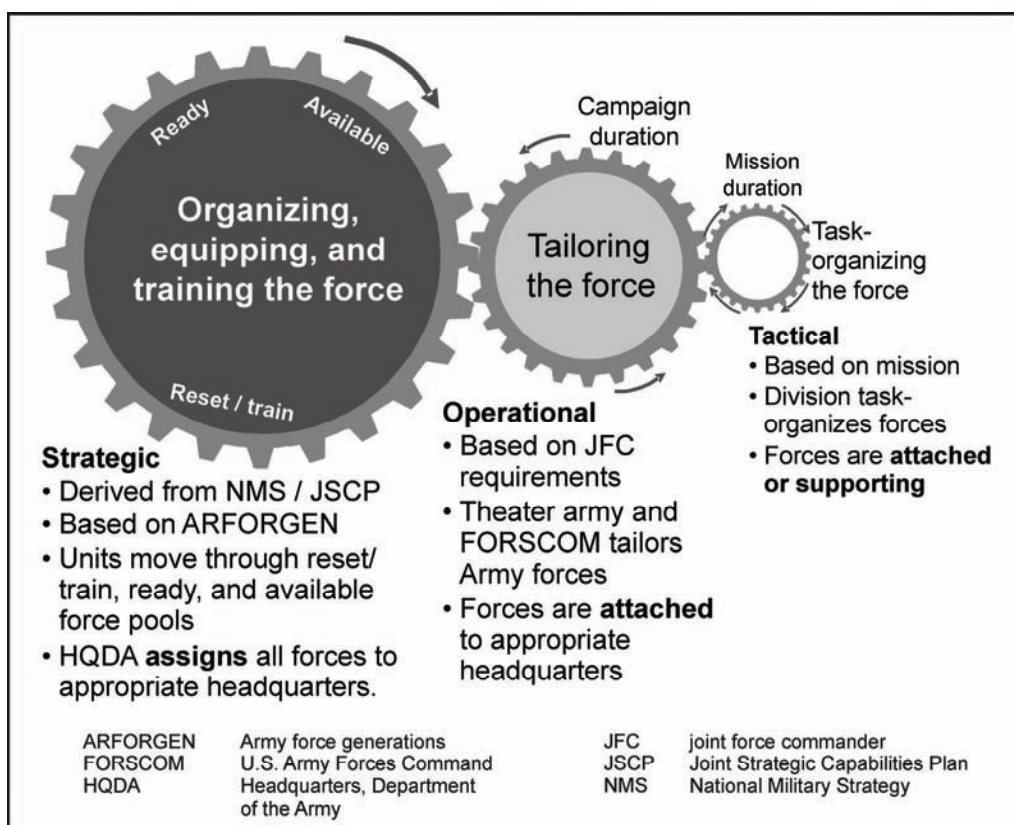 Ready
Available
Organizing,
equipping, and
training the force
Reset / train
Campaign
duration
Tailoring
the force
Mission
duration
Task-
organizing
the force
Strategic
• Derived from NMS / JSCP
• Based on ARFORGEN
• Units move through reset/
train, ready, and available
force pools
• HQDA assigns all forces to
appropriate headquarters.
Operational
• Based on JFC
requirements
• Theater army and
FORSCOM tailors
Army forces
• Forces are attached
to appropriate
headquarters
Tactical
• Based on mission
• Division task-
organizes forces
• Forces are attached
or supporting
ARFORGEN Army force generations
FORSCOM U.S. Army Forces Command
HQDA Headquarters, Department
of the Army
JFC joint force commander
JSCP Joint Strategic Capabilities Plan
NMS National Military Strategy